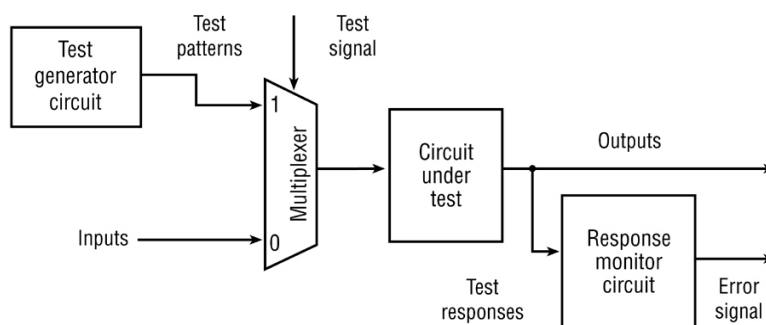 Test
generator
circuit
Test
patterns
Test
signal
1
Multiplexer
0
Inputs
Circuit
under
test
Outputs
Response
monitor
circuit
Test
responses
Error
signal